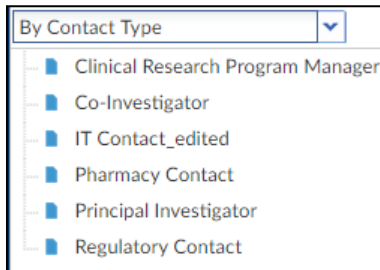 By Contact Type
Clinical Research Program Manager
Co-Investigator
IT Contact_edited
Pharmacy Contact
Principal Investigator
Regulatory Contact